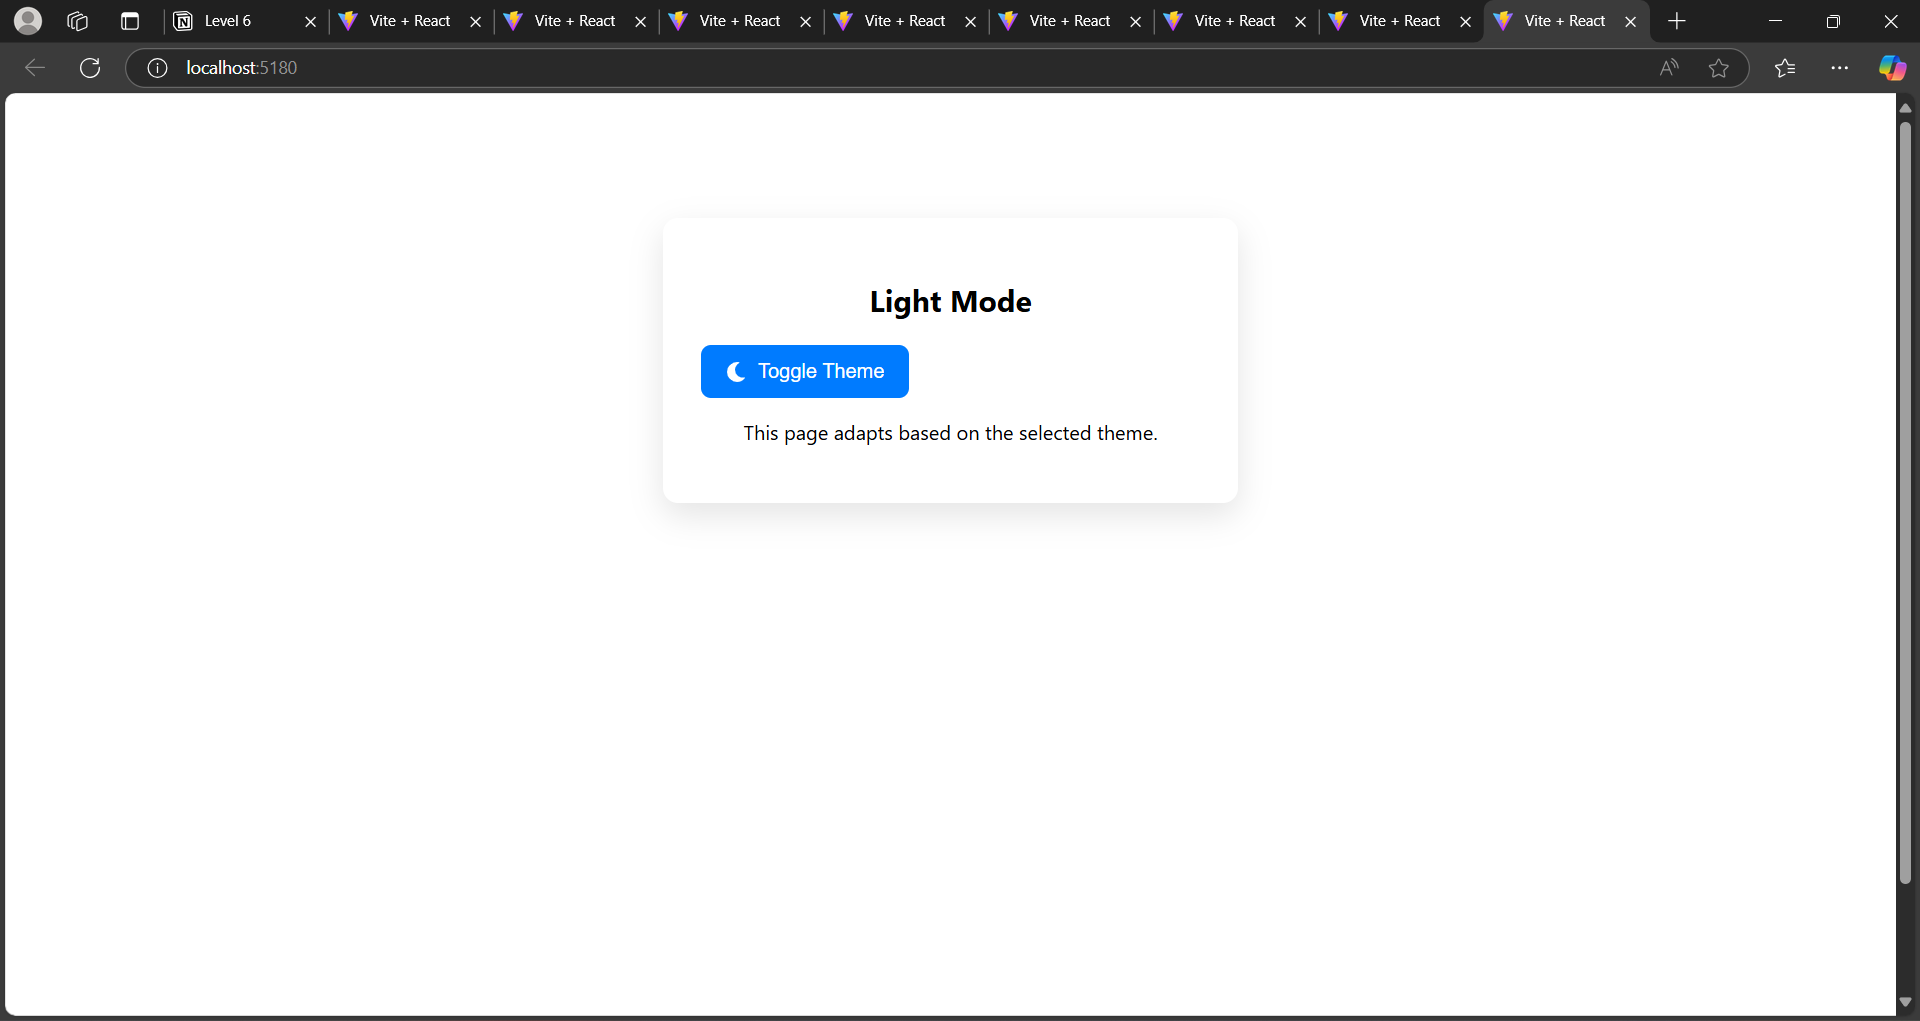 Level 6 Vite + React Vite + React Vite + React Vite + React Vite + React Vite + React Vite + React Vite + React
localhost:5180
Light Mode
Toggle Theme
This page adapts based on the selected theme.